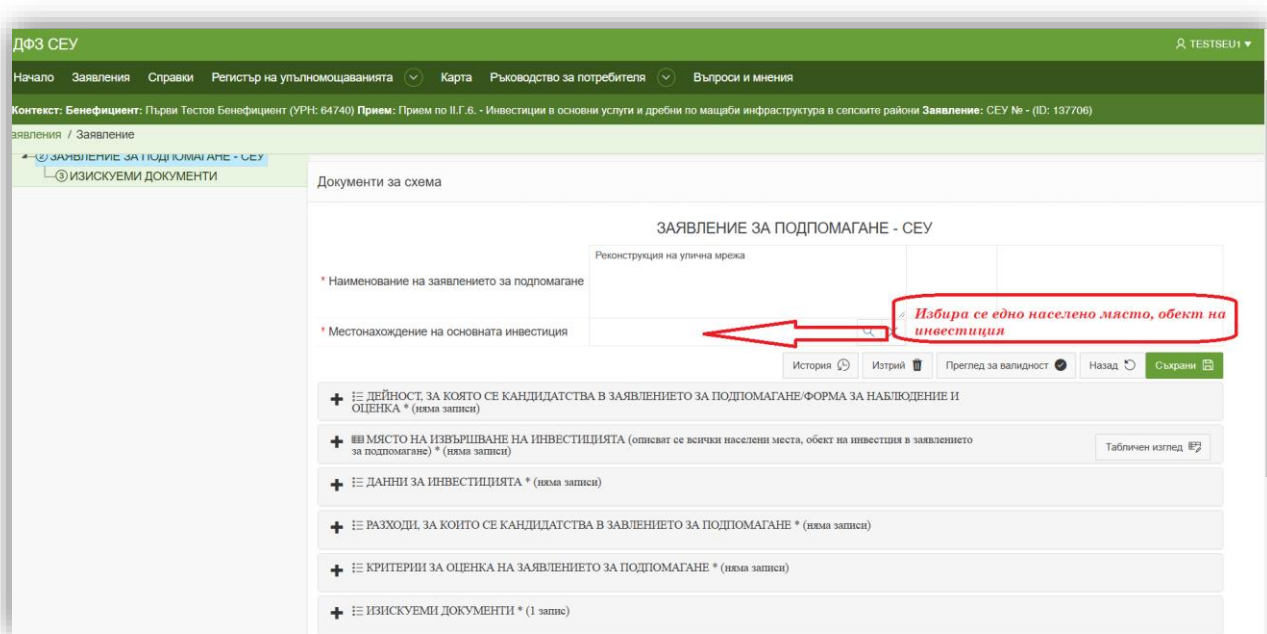 ДФЗ СЕУ
TESTSEU1
Начало Заявления Справки Регистър на упълномощаванията Карта Ръководство за потребителя Въпроси и мнения
Контекст: Бенефициент: Първи Тестов Бенефициент (УРН: 64740) Прием: Прием по II.Г.6. - Инвестиции в основни услуги и дребни по мащаби инфраструктура в селските райони Заявление: СЕУ № - (ID: 137706)
аявления / Заявление
2 ЗАЯВЛЕНИЕ ЗА ПОДПОМАГАНЕ - СЕУ
3 ИЗИСКУЕМИ ДОКУМЕНТИ
Документи за схема
ЗАЯВЛЕНИЕ ЗА ПОДПОМАГАНЕ - СЕУ
Реконструкция на улична мрежа
* Наименование на заявлението за подпомагане
Избира се едно населено място, обект на
инвестиция
* Местонахождение на основната инвестиция
История Изтрий Преглед за валидност Назад Съхрани
ДЕЙНОСТ, ЗА КОЯТО СЕ КАНДИДАТСТВА В ЗАЯВЛЕНИЕТО ЗА ПОДПОМАГАНЕ/ФОРМА ЗА НАБЛЮДЕНИЕ И
ОЦЕНКА * (няма записи)
МЯСТО НА ИЗВЪРШВАНЕ НА ИНВЕСТИЦИЯТА (описват се всички населени места, обект на инвестция в заявлението
за подпомагане) * (няма записи)
Табличен изглед
ДАННИ ЗА ИНВЕСТИЦИЯТА * (няма записи)
РАЗХОДИ, ЗА КОИТО СЕ КАНДИДАТСТВА В ЗАВЛЕНИЕТО ЗА ПОДПОМАГАНЕ * (няма записи)
КРИТЕРИИ ЗА ОЦЕНКА НА ЗАЯВЛЕНИЕТО ЗА ПОДПОМАГАНЕ * (няма записи)
ИЗИСКУЕМИ ДОКУМЕНТИ * (1 запис)